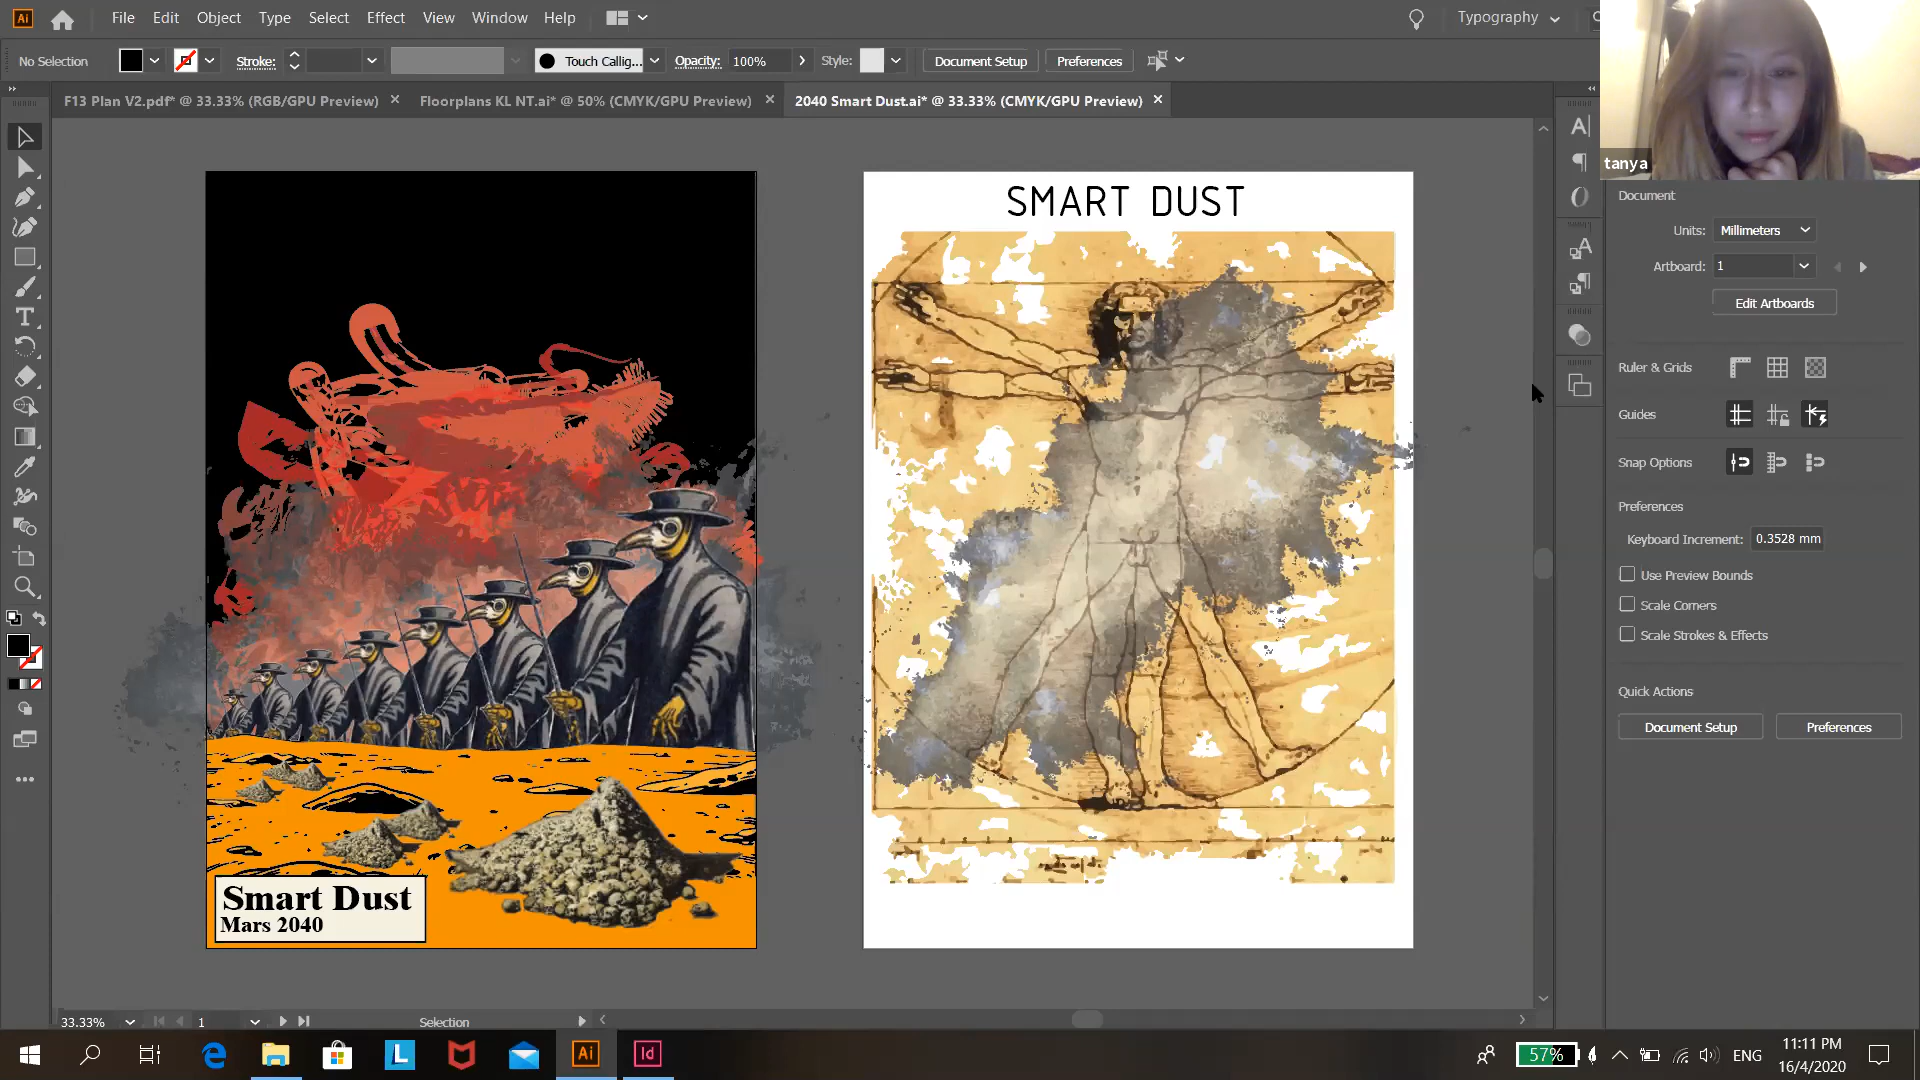 Ai File Edit Object Type Select Effect View Window Help Typography
No Selection Stroke: Touch Callig... Opacity: 100% Style: Document Setup Preferences
F13 Plan V2.pdf* @ 33.33% (RGB/GPU Preview) Floorplans KL NT.ai* @ 50% (CMYK/GPU Preview) 2040 Smart Dust.ai* @ 33.33% (CMYK/GPU Preview)
tanya
SMART DUST
Smart Dust
Mars 2040
Document
Units: Millimeters
Artboard: 1
Edit Artboards
Ruler & Grids
Guides
Snap Options
Preferences
Keyboard Increment: 0.3528 mm
Use Preview Bounds
Scale Corners
Scale Strokes & Effects
Quick Actions
Document Setup Preferences
33.33% 1 Selection
L Ai Id 57% ENG 11:11 PM
16/4/2020